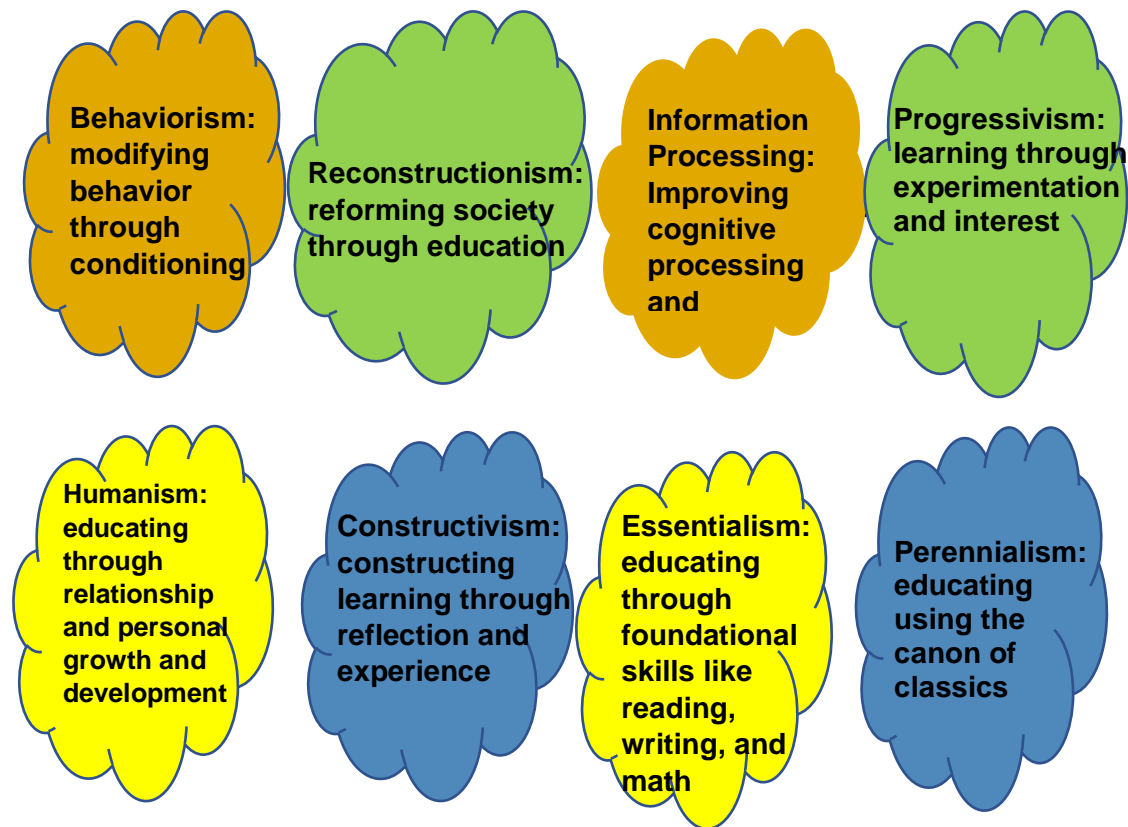 Behaviorism:
modifying
behavior
through
conditioning
Reconstructionism:
reforming society
through education
Information
Processing:
Improving
cognitive
processing
and
Progressivism:
learning through
experimentation
and interest
Humanism:
educating
through
relationship
and personal
growth and
development
Constructivism:
constructing
learning through
reflection and
experience
Essentialism:
educating
through
foundational
skills like
reading,
writing, and
math
Perennialism:
educating
using the
canon of
classics